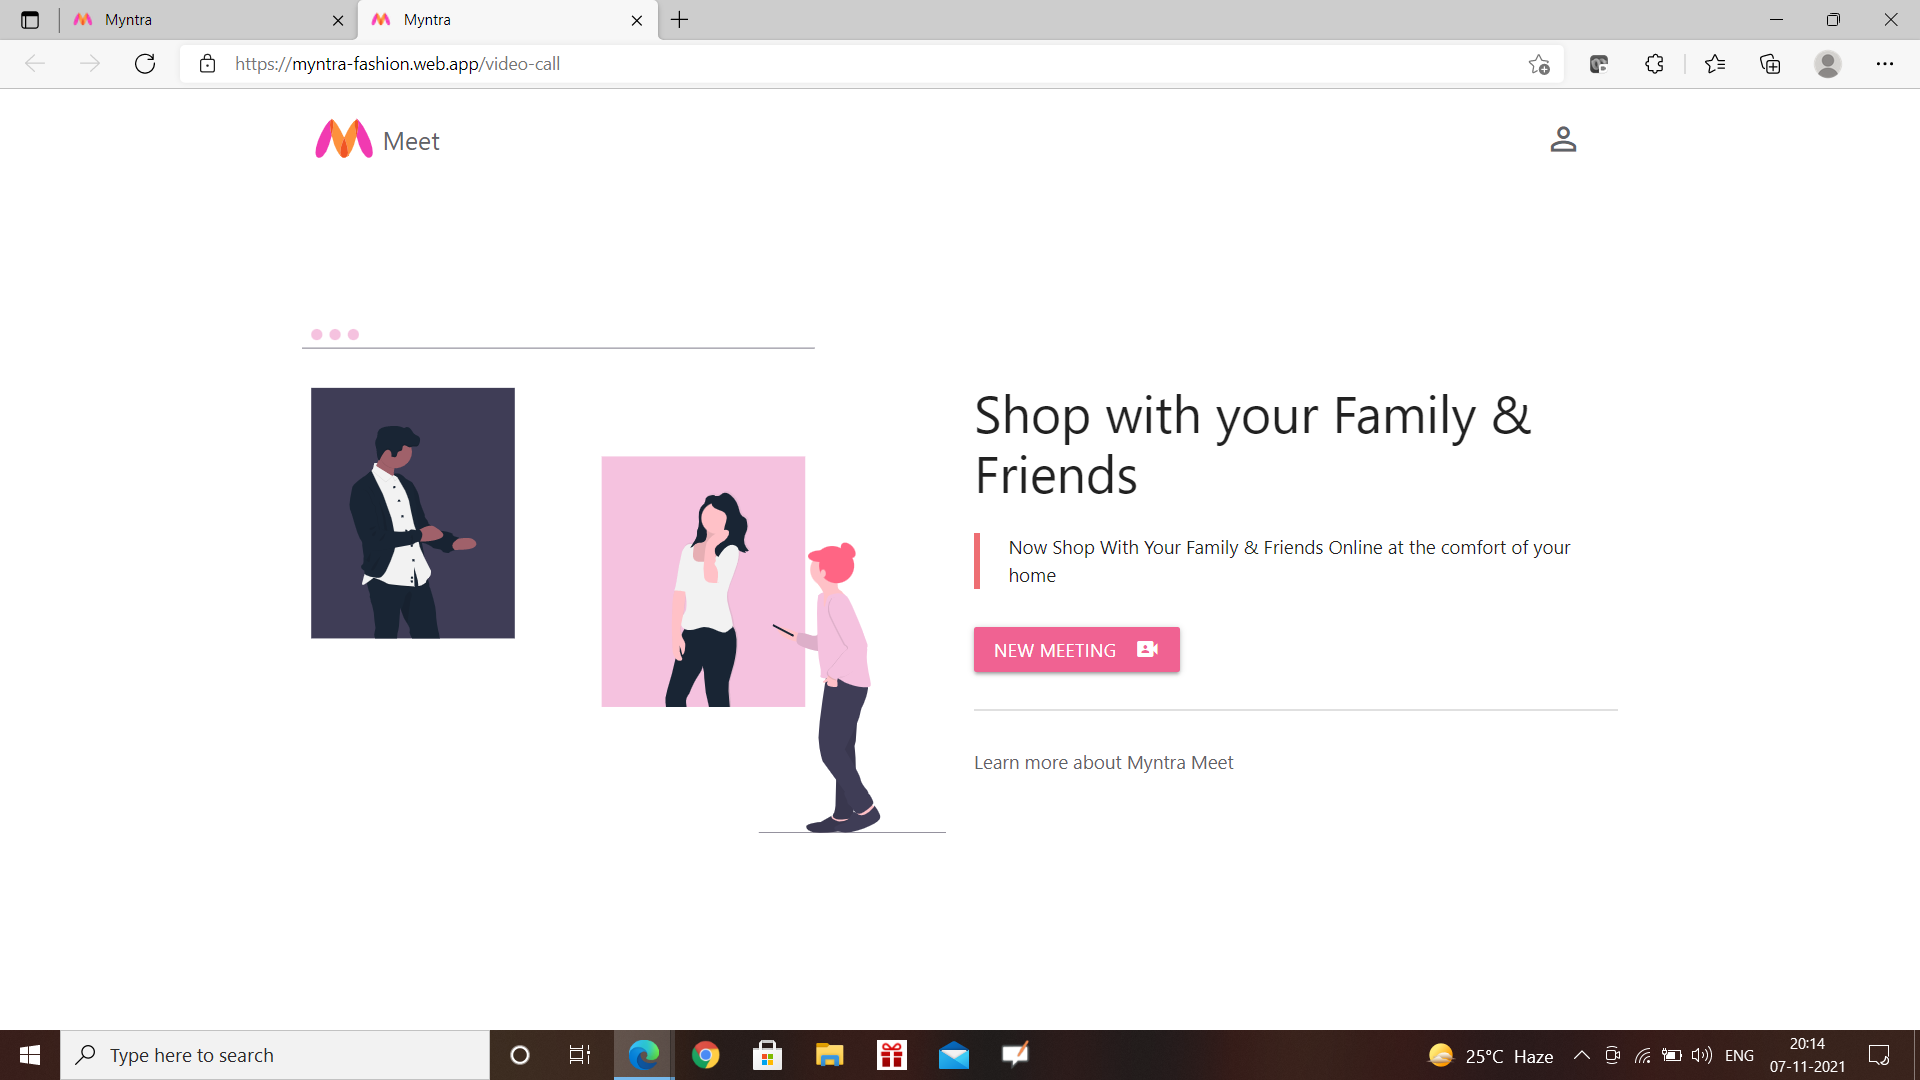 Myntra
Myntra
https://myntra-fashion.web.app/video-call
Meet
Shop with your Family &
Friends
Now Shop With Your Family & Friends Online at the comfort of your
home
NEW MEETING
Learn more about Myntra Meet
Type here to search
25°C Haze
ENG
20:14
07-11-2021